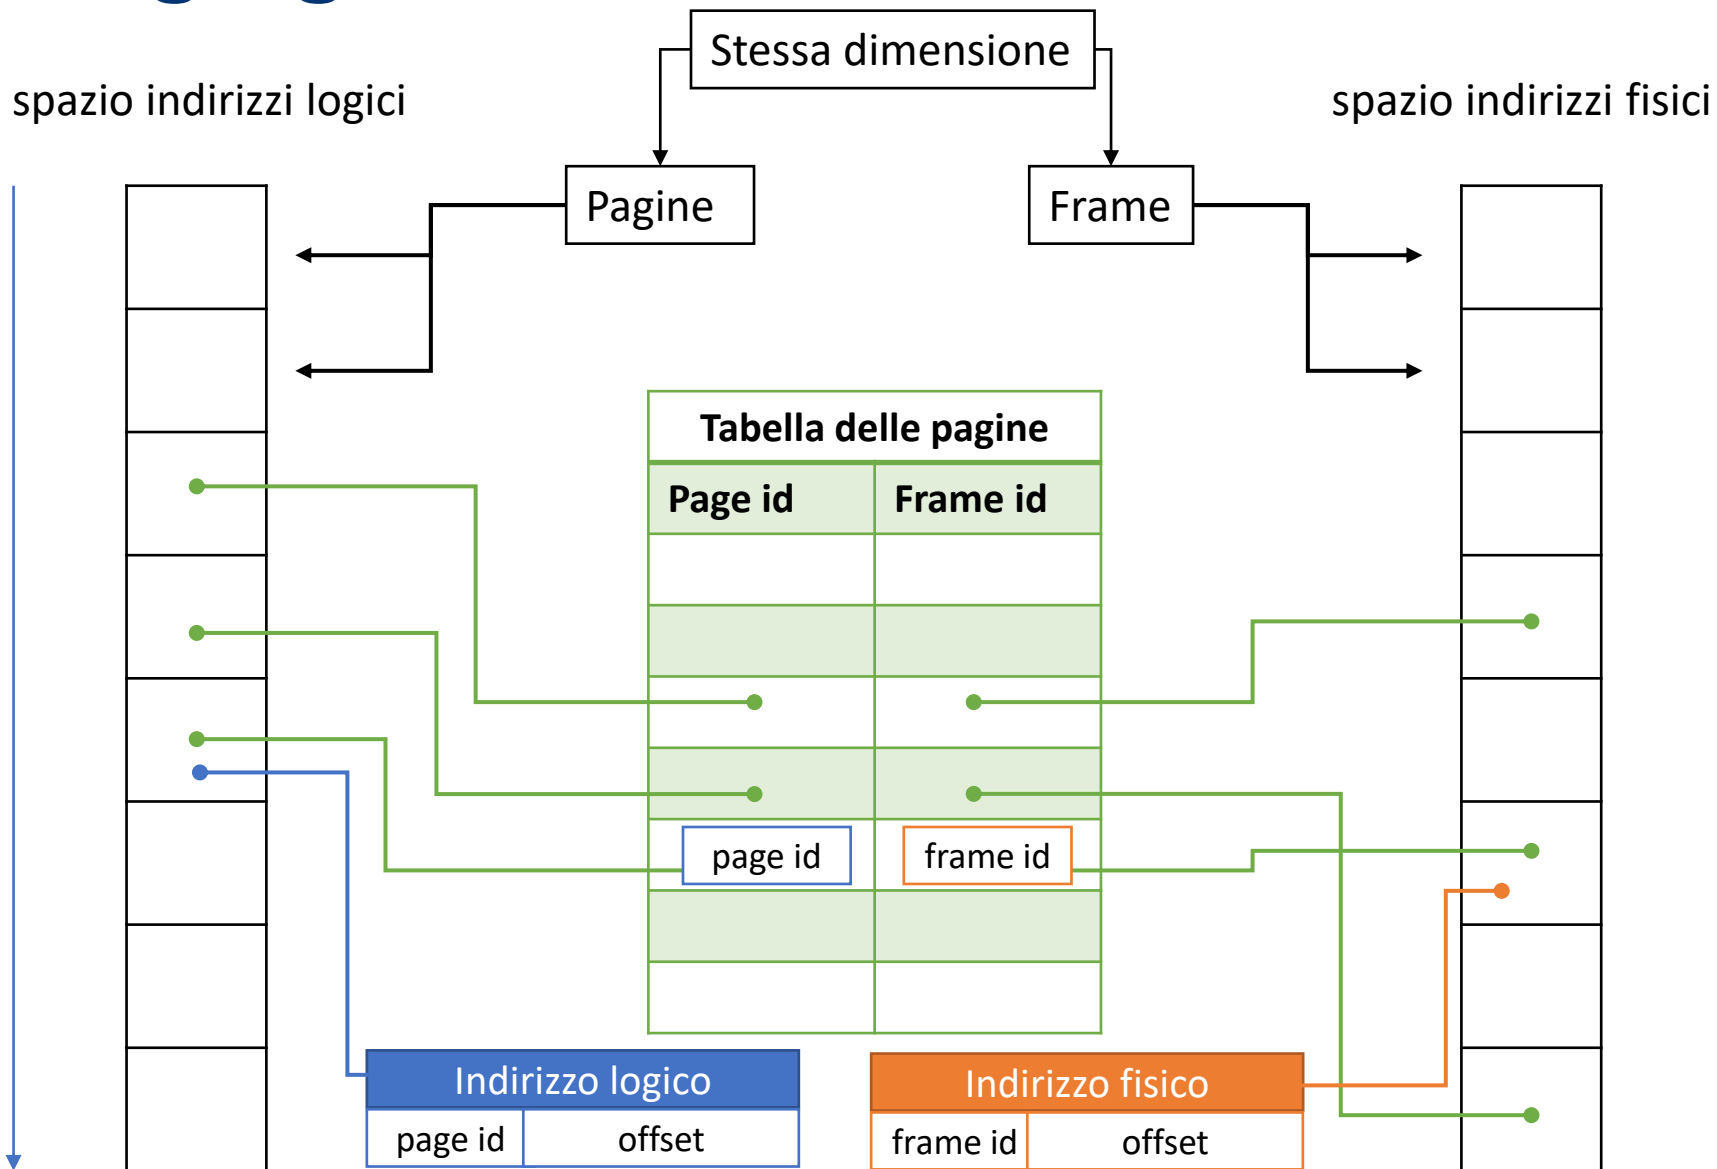 Stessa dimensione
spazio indirizzi logici
spazio indirizzi fisici
Pagine
Frame
Tabella delle pagine
Page id
Frame id
page id
frame id
Indirizzo logico
page id
offset
Indirizzo fisico
frame id
offset